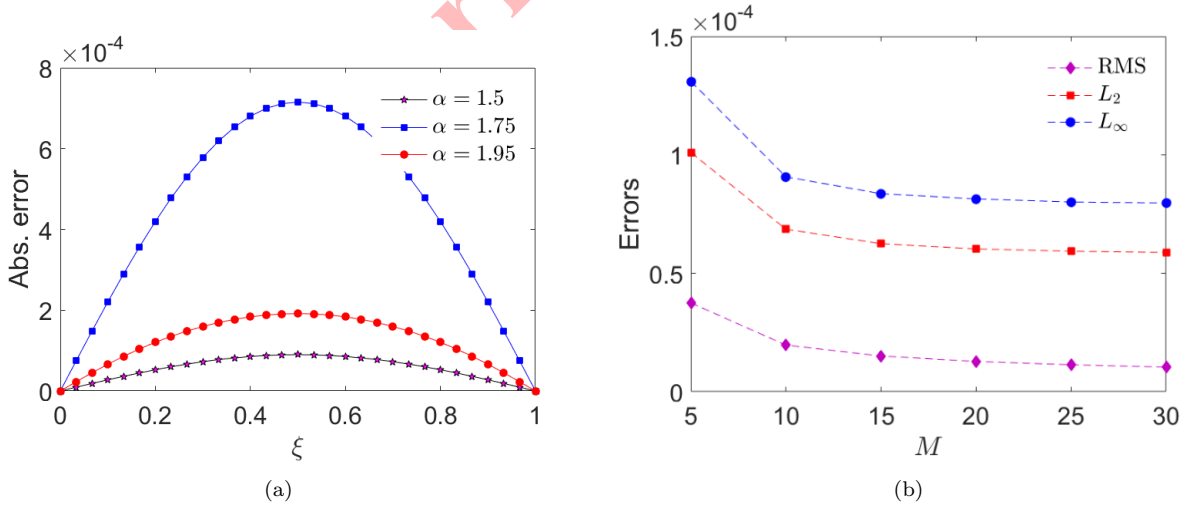 ×10⁻⁴
8
6
4
2
0
Abs. error
α = 1.5
α = 1.75
α = 1.95
0 0.2 0.4 0.6 0.8 1
ξ
(a)
×10⁻⁴
1.5
1
0.5
0
Errors
RMS
L₂
L∞
5 10 15 20 25 30
M
(b)